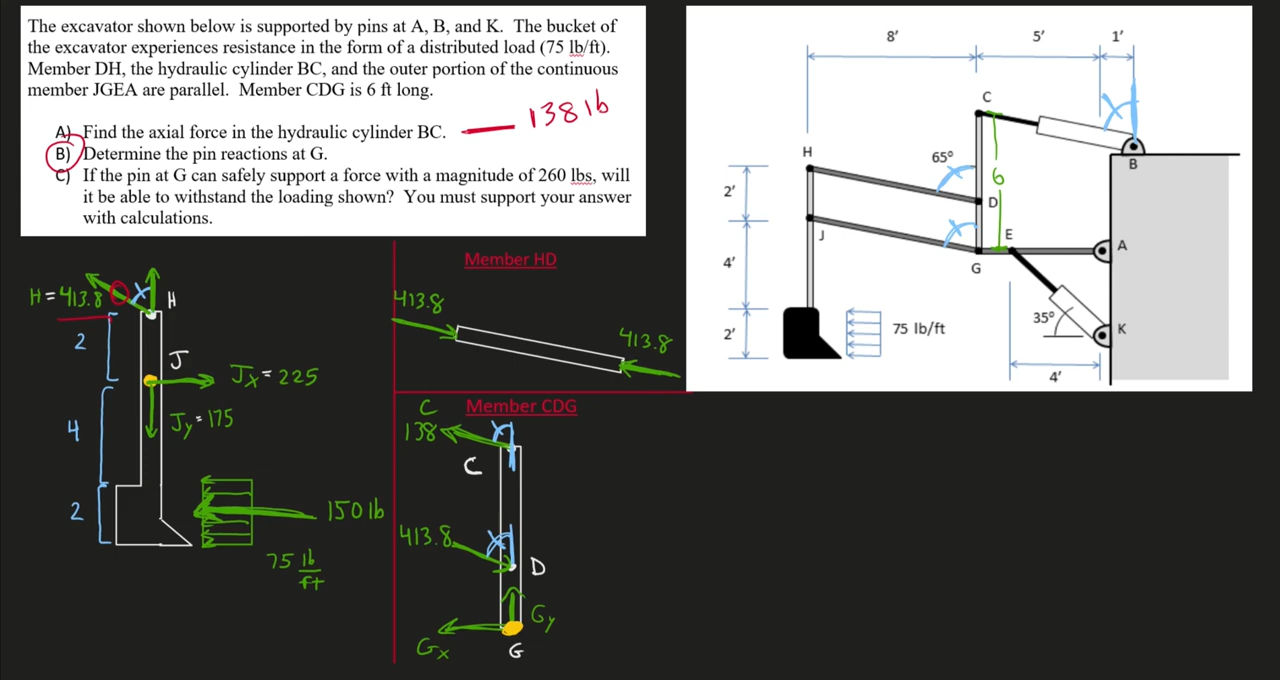 The excavator shown below is supported by pins at A, B, and K. The bucket of
the excavator experiences resistance in the form of a distributed load (75 lb/ft).
Member DH, the hydraulic cylinder BC, and the outer portion of the continuous
member JGEA are parallel. Member CDG is 6 ft long.
A) Find the axial force in the hydraulic cylinder BC.
138 lb
B) Determine the pin reactions at G.
C) If the pin at G can safely support a force with a magnitude of 260 lbs, will
it be able to withstand the loading shown? You must support your answer
with calculations.
8'
5'
1'
C
H
65°
6
B
2'
D
J
E
A
4'
G
35°
K
2'
75 lb/ft
4'
H = 413.8
H
2
J
Jx = 225
Jy = 175
4
2
150 lb
75 lb
ft
Member HD
413.8
413.8
Member CDG
C
138
C
413.8
D
Gy
Gx
G